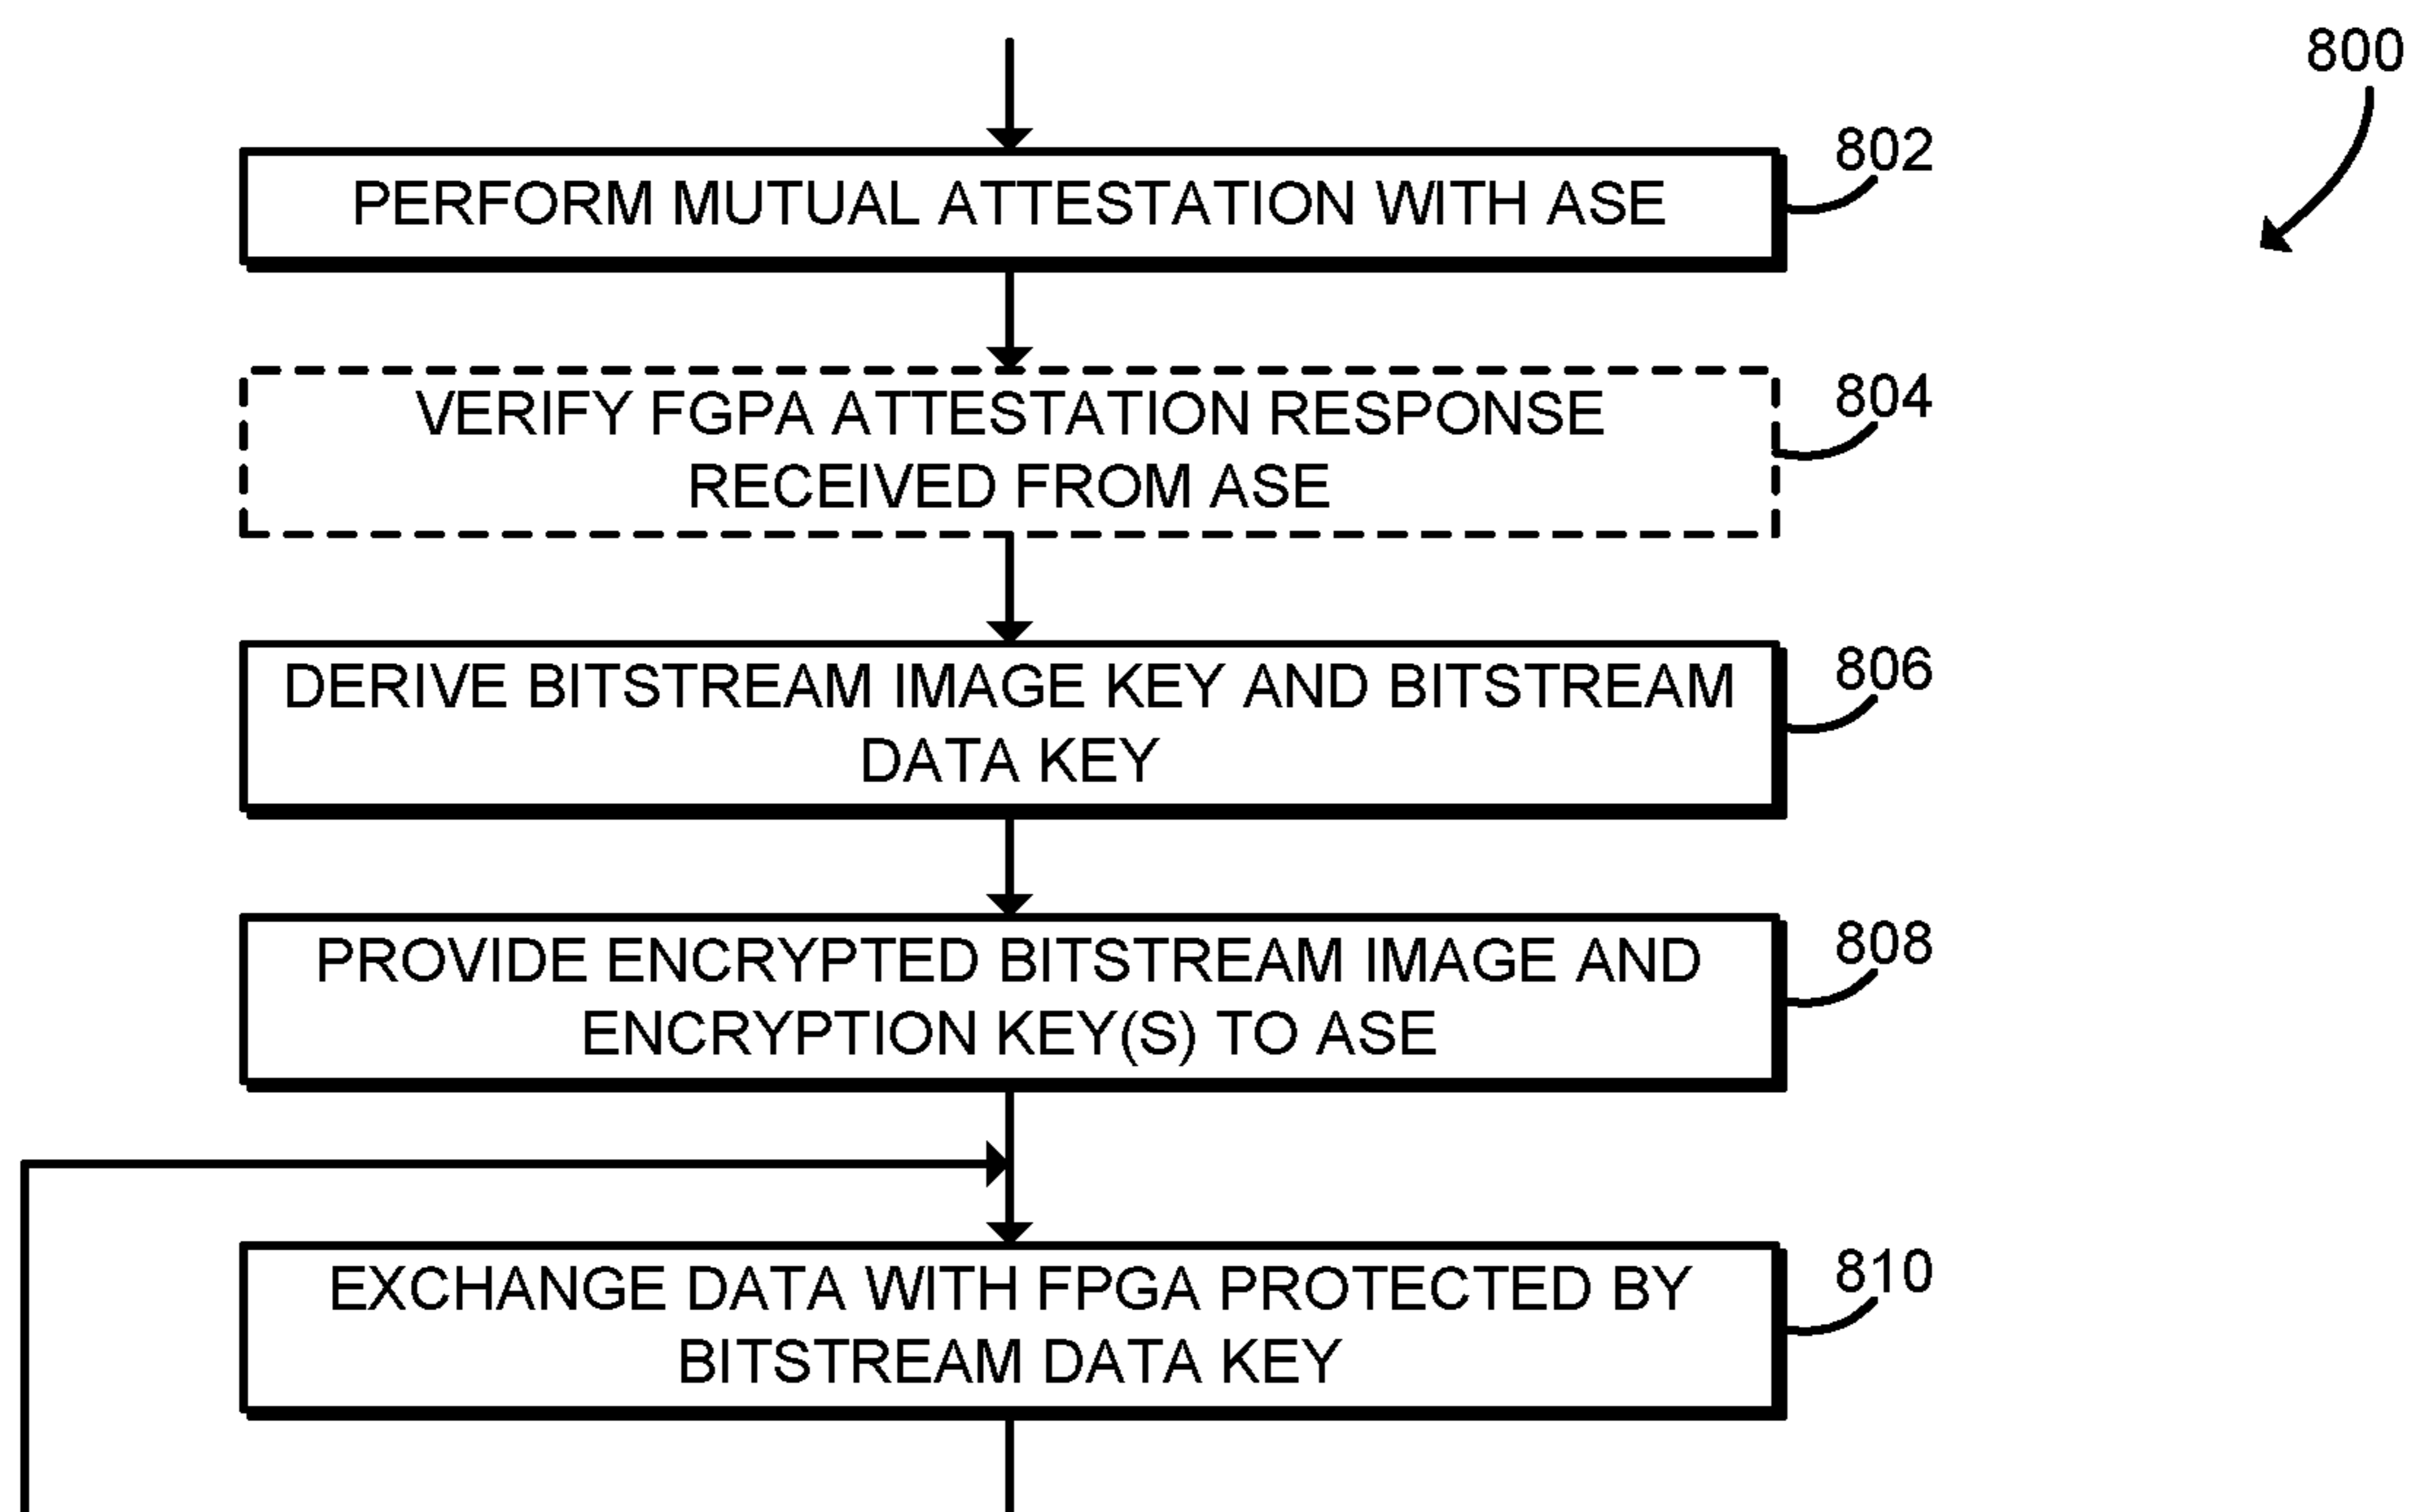 800
802
PERFORM MUTUAL ATTESTATION WITH ASE
804
VERIFY FGPA ATTESTATION RESPONSE
RECEIVED FROM ASE
806
DERIVE BITSTREAM IMAGE KEY AND BITSTREAM
DATA KEY
808
PROVIDE ENCRYPTED BITSTREAM IMAGE AND
ENCRYPTION KEY(S) TO ASE
810
EXCHANGE DATA WITH FPGA PROTECTED BY
BITSTREAM DATA KEY